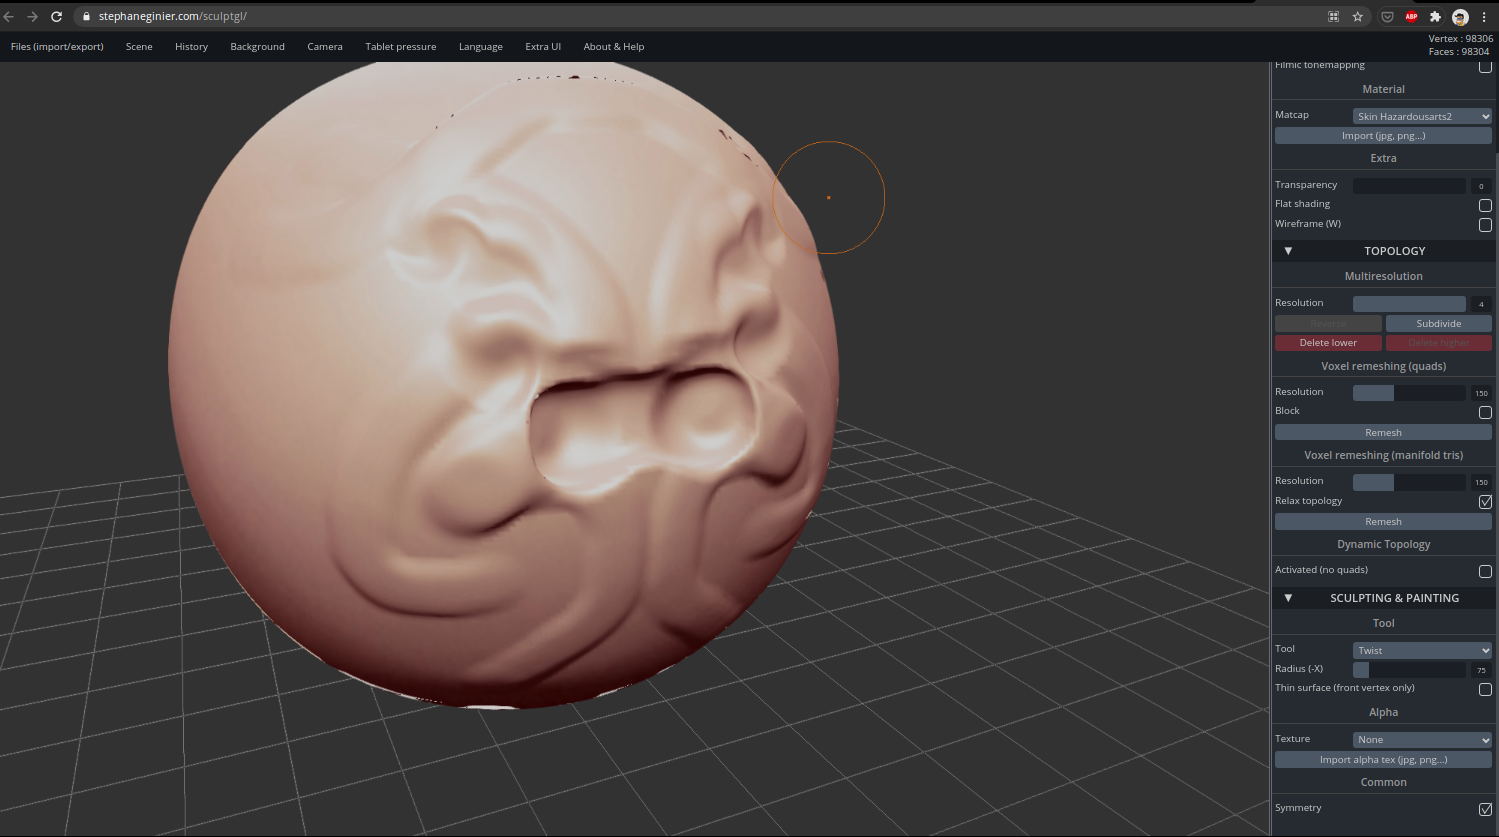 stephaneginier.com/sculptgl/
ABP
Files (import/export) Scene History Background Camera Tablet pressure Language Extra UI About & Help
Vertex : 98306
Faces : 98304
Filmic tonemapping
Material
Matcap Skin Hazardousarts2
Import (jpg, png...)
Extra
Transparency 0
Flat shading
Wireframe (W)
▼ TOPOLOGY
Multiresolution
Resolution 4
Reverse Subdivide
Delete lower Delete higher
Voxel remeshing (quads)
Resolution 150
Block
Remesh
Voxel remeshing (manifold tris)
Resolution 150
Relax topology
Remesh
Dynamic Topology
Activated (no quads)
▼ SCULPTING & PAINTING
Tool
Tool Twist
Radius (-X) 75
Thin surface (front vertex only)
Alpha
Texture None
Import alpha tex (jpg, png...)
Common
Symmetry